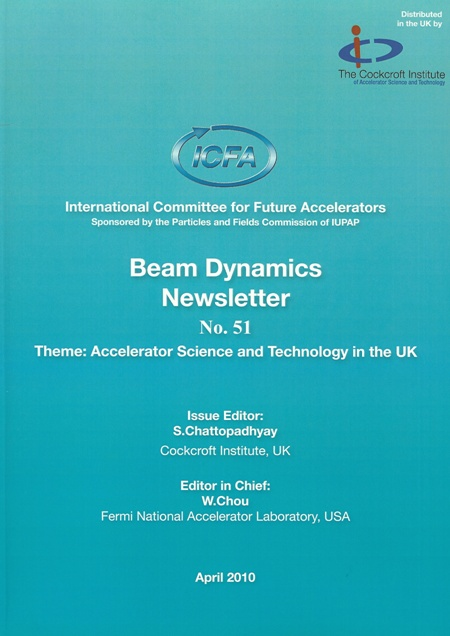 Distributed
in the UK by
The Cockcroft Institute
of Accelerator Science and Technology
ICFA
International Committee for Future Accelerators
Sponsored by the Particles and Fields Commission of IUPAP
Beam Dynamics
Newsletter
No. 51
Theme: Accelerator Science and Technology in the UK
Issue Editor:
S.Chattopadhyay
Cockcroft Institute, UK
Editor in Chief:
W.Chou
Fermi National Accelerator Laboratory, USA
April 2010